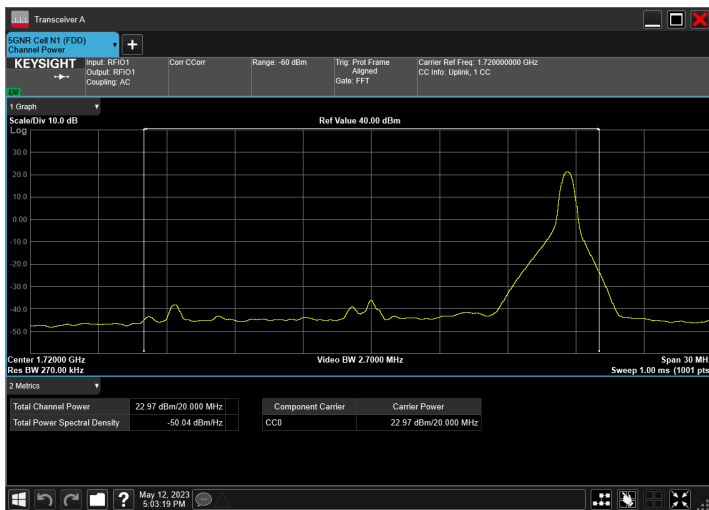 Transceiver A
5GNR Cell N1 (FDD)
Channel Power
KEYSIGHT
Input: RFIO1
Output: RFIO1
Coupling: AC
Corr CCorr
Range: -60 dBm
Trig: Prot Frame
Aligned
Gate: FFT
Carrier Ref Freq: 1.720000000 GHz
CC Info: Uplink, 1 CC
LXI
1 Graph
Scale/Div 10.0 dB
Ref Value 40.00 dBm
Log
30.0
20.0
10.0
0.00
-10.0
-20.0
-30.0
-40.0
-50.0
Center 1.72000 GHz
Video BW 2.7000 MHz
Span 30 MH
Res BW 270.00 kHz
Sweep 1.00 ms (1001 pts
2 Metrics
Total Channel Power 22.97 dBm/20.000 MHz
Total Power Spectral Density -50.04 dBm/Hz
Component Carrier Carrier Power
CC0 22.97 dBm/20.000 MHz
?
May 12, 2023
5:03:19 PM